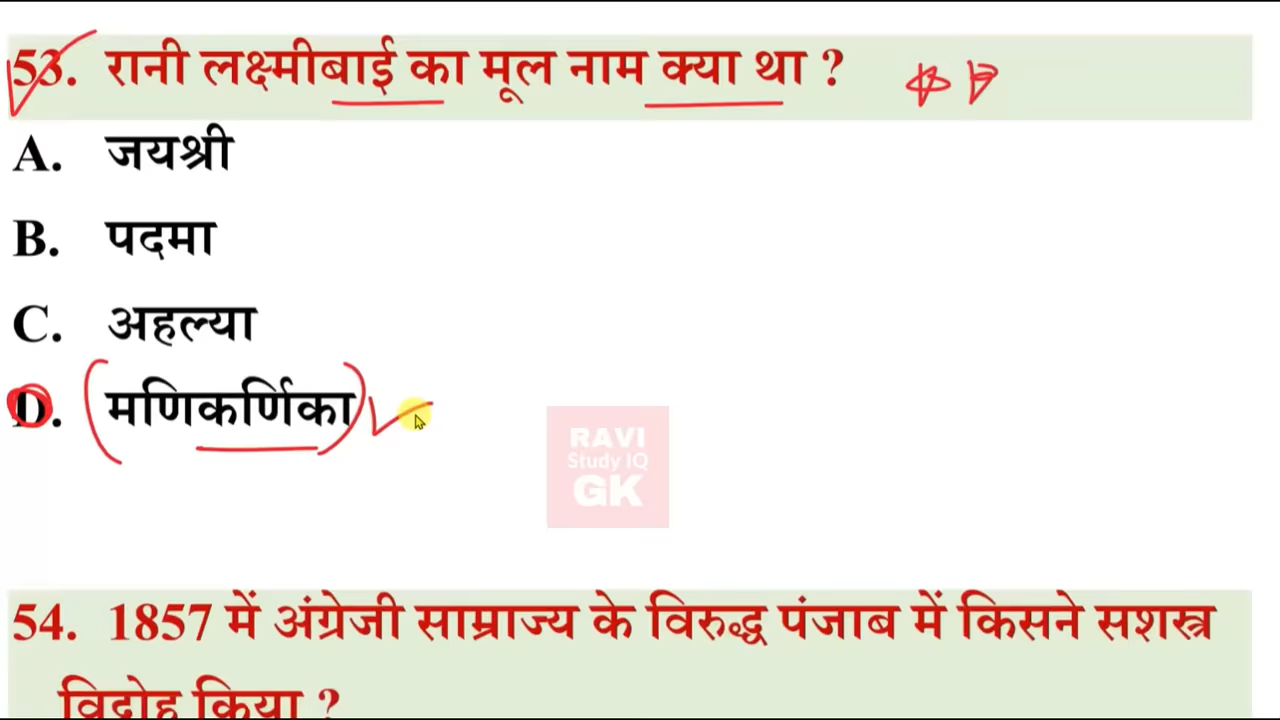 53. रानी लक्ष्मीबाई का मूल नाम क्या था ?
A. जयश्री
B. पदमा
C. अहल्या
D. मणिकर्णिका
RAVI
Study IQ
GK
54. 1857 में अंग्रेजी साम्राज्य के विरुद्ध पंजाब में किसने सशस्त्र
विद्रोह किया ?